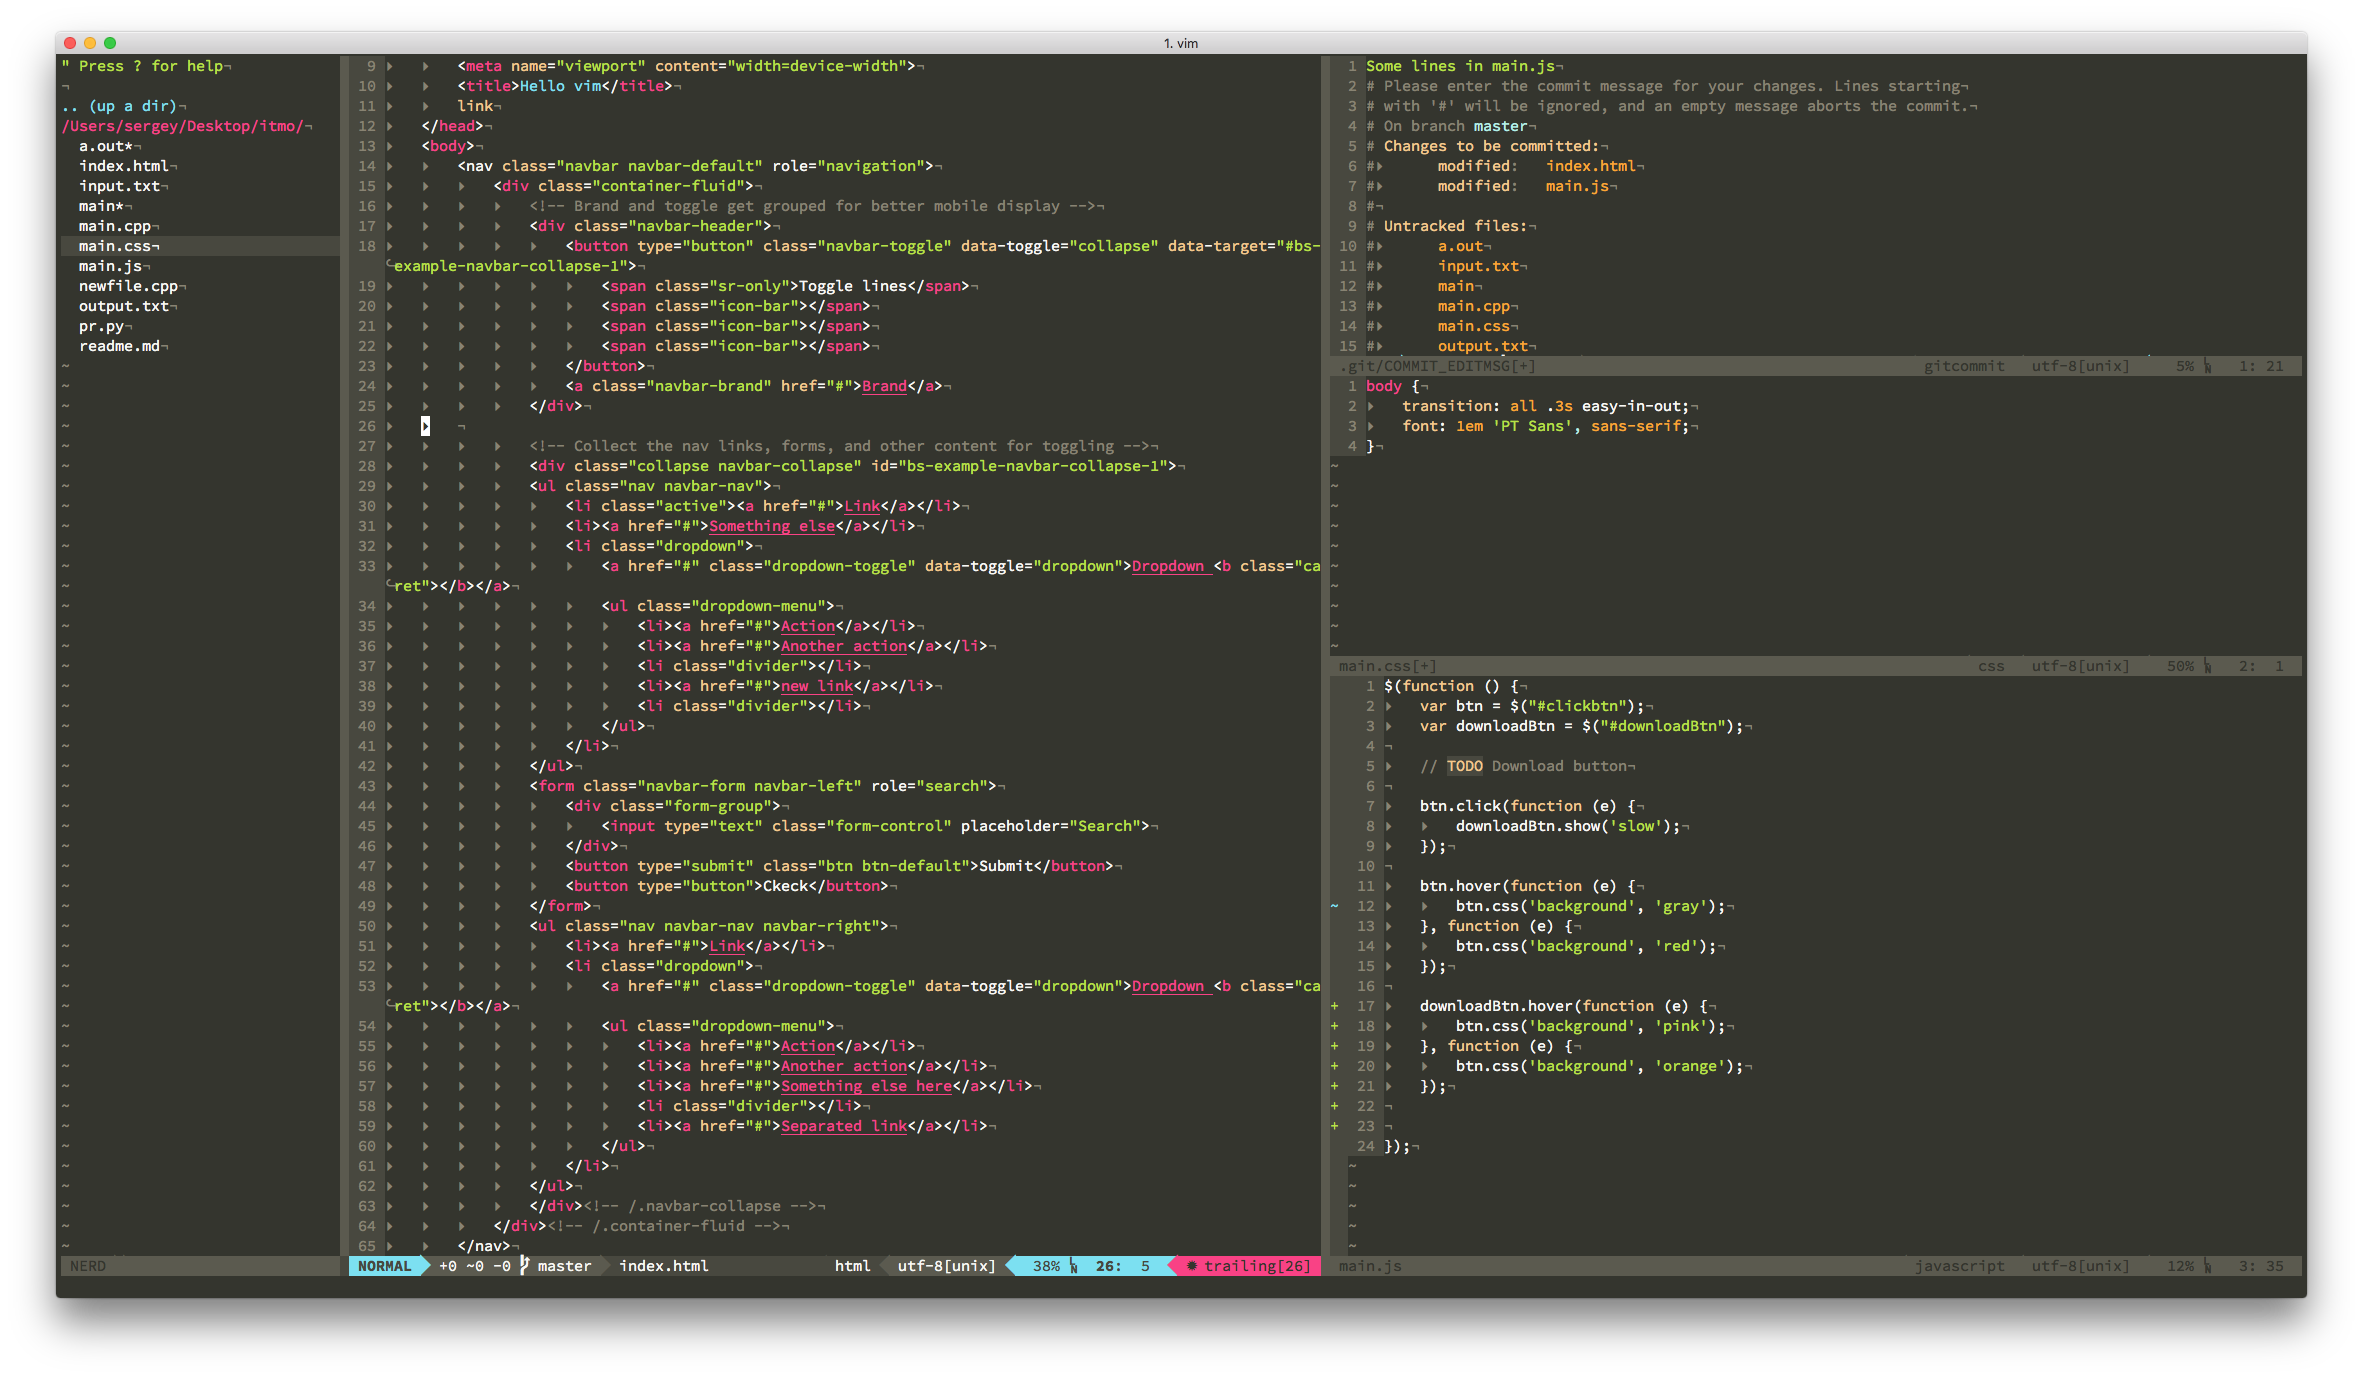 1. vim
" Press ? for help¬
¬
.. (up a dir)¬
/Users/sergey/Desktop/itmo/¬
a.out*¬
index.html¬
input.txt¬
main*¬
main.cpp¬
main.css¬
main.js¬
newfile.cpp¬
output.txt¬
pr.py¬
readme.md¬
NERD
9 <meta name="viewport" content="width=device-width">¬
10 <title>Hello vim</title>¬
11 link¬
12 </head>¬
13 <body>¬
14 <nav class="navbar navbar-default" role="navigation">¬
15 <div class="container-fluid">¬
16 <!-- Brand and toggle get grouped for better mobile display -->¬
17 <div class="navbar-header">¬
18 <button type="button" class="navbar-toggle" data-toggle="collapse" data-target="#bs-
example-navbar-collapse-1">¬
19 <span class="sr-only">Toggle lines</span>¬
20 <span class="icon-bar"></span>¬
21 <span class="icon-bar"></span>¬
22 <span class="icon-bar"></span>¬
23 </button>¬
24 <a class="navbar-brand" href="#">Brand</a>¬
25 </div>¬
26 ¬
27 <!-- Collect the nav links, forms, and other content for toggling -->¬
28 <div class="collapse navbar-collapse" id="bs-example-navbar-collapse-1">¬
29 <ul class="nav navbar-nav">¬
30 <li class="active"><a href="#">Link</a></li>¬
31 <li><a href="#">Something else</a></li>¬
32 <li class="dropdown">¬
33 <a href="#" class="dropdown-toggle" data-toggle="dropdown">Dropdown <b class="ca
ret"></b></a>¬
34 <ul class="dropdown-menu">¬
35 <li><a href="#">Action</a></li>¬
36 <li><a href="#">Another action</a></li>¬
37 <li class="divider"></li>¬
38 <li><a href="#">new link</a></li>¬
39 <li class="divider"></li>¬
40 </ul>¬
41 </li>¬
42 </ul>¬
43 <form class="navbar-form navbar-left" role="search">¬
44 <div class="form-group">¬
45 <input type="text" class="form-control" placeholder="Search">¬
46 </div>¬
47 <button type="submit" class="btn btn-default">Submit</button>¬
48 <button type="button">Ckeck</button>¬
49 </form>¬
50 <ul class="nav navbar-nav navbar-right">¬
51 <li><a href="#">Link</a></li>¬
52 <li class="dropdown">¬
53 <a href="#" class="dropdown-toggle" data-toggle="dropdown">Dropdown <b class="ca
ret"></b></a>¬
54 <ul class="dropdown-menu">¬
55 <li><a href="#">Action</a></li>¬
56 <li><a href="#">Another action</a></li>¬
57 <li><a href="#">Something else here</a></li>¬
58 <li class="divider"></li>¬
59 <li><a href="#">Separated link</a></li>¬
60 </ul>¬
61 </li>¬
62 </ul>¬
63 </div><!-- /.navbar-collapse -->¬
64 </div><!-- /.container-fluid -->¬
65 </nav>¬
NORMAL +0 ~0 -0 master index.html html utf-8[unix] 38% 26: 5 trailing[26]
1 Some lines in main.js¬
2 # Please enter the commit message for your changes. Lines starting¬
3 # with '#' will be ignored, and an empty message aborts the commit.¬
4 # On branch master¬
5 # Changes to be committed:¬
6 # modified: index.html¬
7 # modified: main.js¬
8 #¬
9 # Untracked files:¬
10 # a.out¬
11 # input.txt¬
12 # main¬
13 # main.cpp¬
14 # main.css¬
15 # output.txt¬
.git/COMMIT_EDITMSG[+] gitcommit utf-8[unix] 5% 1: 21
1 body {¬
2 transition: all .3s easy-in-out;¬
3 font: 1em 'PT Sans', sans-serif;¬
4 }¬
main.css[+] css utf-8[unix] 50% 2: 1
1 $(function () {¬
2 var btn = $("#clickbtn");¬
3 var downloadBtn = $("#downloadBtn");¬
4 ¬
5 // TODO Download button¬
6 ¬
7 btn.click(function (e) {¬
8 downloadBtn.show('slow');¬
9 });¬
10 ¬
11 btn.hover(function (e) {¬
~ 12 btn.css('background', 'gray');¬
13 }, function (e) {¬
14 btn.css('background', 'red');¬
15 });¬
16 ¬
+ 17 downloadBtn.hover(function (e) {¬
+ 18 btn.css('background', 'pink');¬
+ 19 }, function (e) {¬
+ 20 btn.css('background', 'orange');¬
+ 21 });¬
+ 22 ¬
+ 23 ¬
24 });¬
main.js javascript utf-8[unix] 12% 3: 35